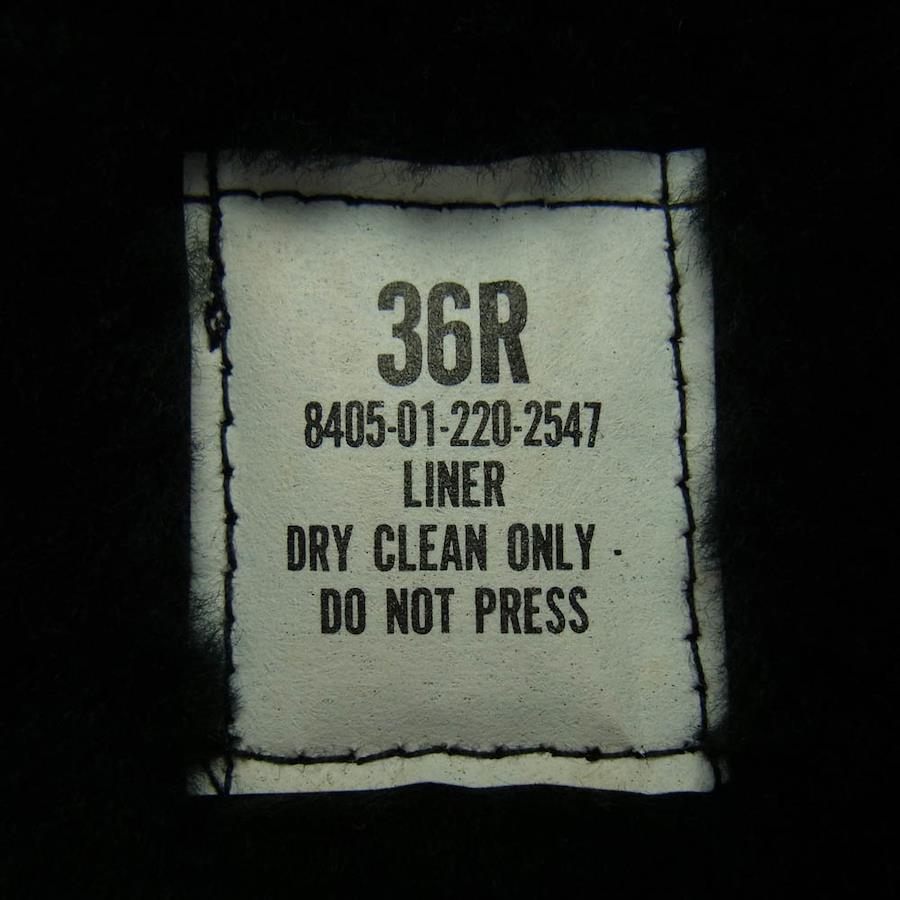 36R
8405-01-220-2547
LINER
DRY CLEAN ONLY -
DO NOT PRESS